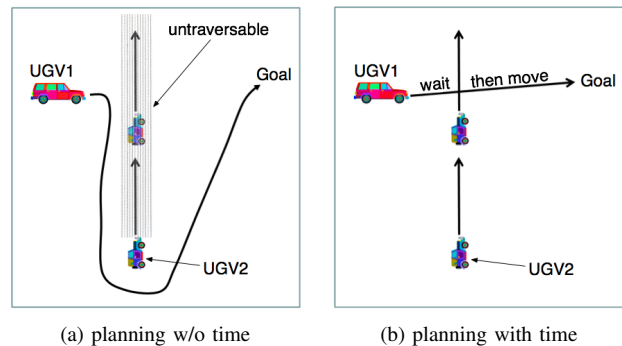 untraversable
UGV1
Goal
UGV2
UGV1
wait then move
Goal
UGV2
(a) planning w/o time
(b) planning with time